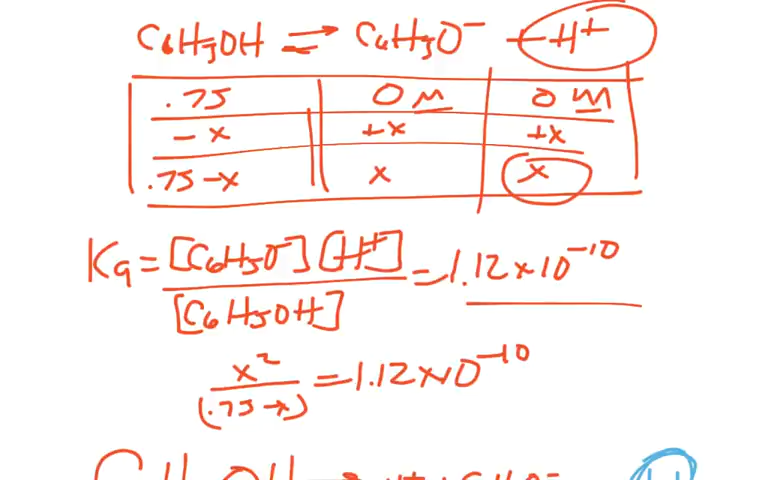 C6H5OH ⇌ C6H5O⁻ + H⁺
.75 0 M 0 M
- x +x +x
.75-x x x
Ka = [C6H5O⁻][H⁺] / [C6H5OH] = 1.12 x 10⁻¹⁰
x² / (.75-x) = 1.12 x 10⁻¹⁰